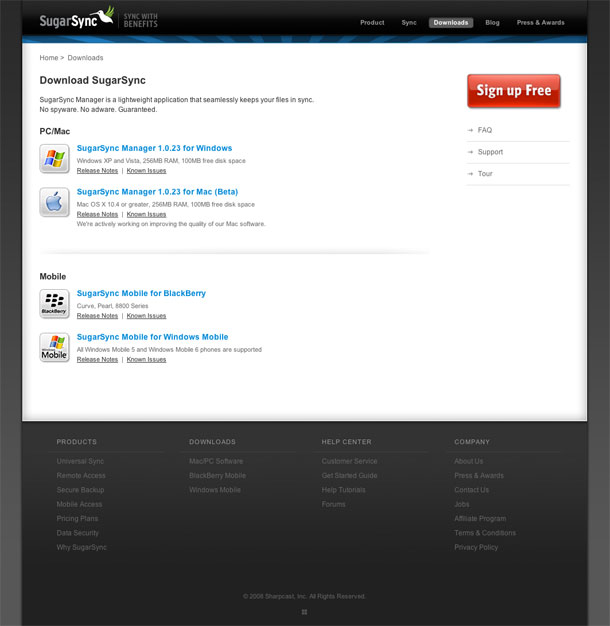 SugarSync SYNC WITH BENEFITS
Product Sync Downloads Blog Press & Awards
Home > Downloads
Download SugarSync
SugarSync Manager is a lightweight application that seamlessly keeps your files in sync.
No spyware. No adware. Guaranteed.
Sign up Free
FAQ
Support
Tour
PC/Mac
SugarSync Manager 1.0.23 for Windows
Windows XP and Vista, 256MB RAM, 100MB free disk space
Release Notes | Known Issues
SugarSync Manager 1.0.23 for Mac (Beta)
Mac OS X 10.4 or greater, 256MB RAM, 100MB free disk space
Release Notes | Known Issues
We're actively working on improving the quality of our Mac software.
Mobile
BlackBerry
SugarSync Mobile for BlackBerry
Curve, Pearl, 8800 Series
Release Notes | Known Issues
Windows
Mobile
SugarSync Mobile for Windows Mobile
All Windows Mobile 5 and Windows Mobile 6 phones are supported
Release Notes | Known Issues
PRODUCTS
Universal Sync
Remote Access
Secure Backup
Mobile Access
Pricing Plans
Data Security
Why SugarSync
DOWNLOADS
Mac/PC Software
BlackBerry Mobile
Windows Mobile
HELP CENTER
Customer Service
Get Started Guide
Help Tutorials
Forums
COMPANY
About Us
Press & Awards
Contact Us
Jobs
Affiliate Program
Terms & Conditions
Privacy Policy
© 2008 Sharpcast, Inc. All Rights Reserved.